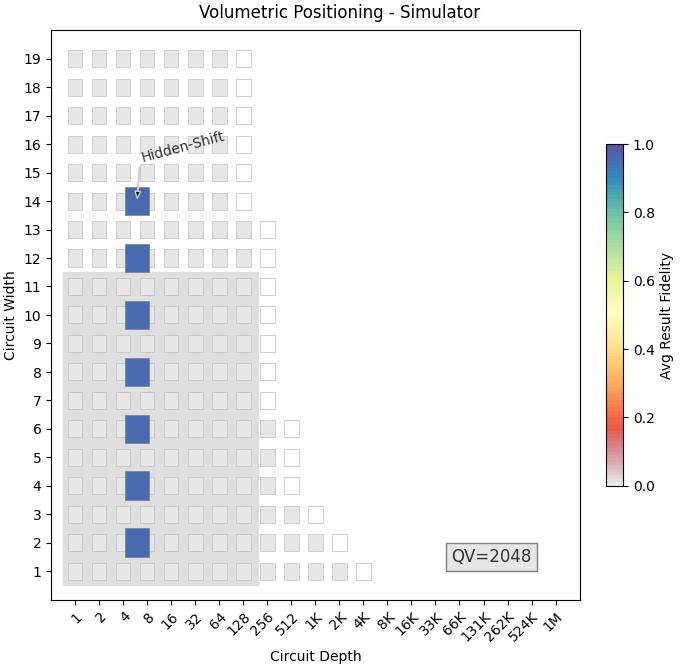 Volumetric Positioning - Simulator
Circuit Width
19
18
17
16
15
14
13
12
11
10
9
8
7
6
5
4
3
2
1
Hidden-Shift
QV=2048
1
2
4
8
16
32
64
128
256
512
1K
2K
4K
8K
16K
33K
66K
131K
262K
524K
1M
Circuit Depth
1.0
0.8
0.6
0.4
0.2
0.0
Avg Result Fidelity